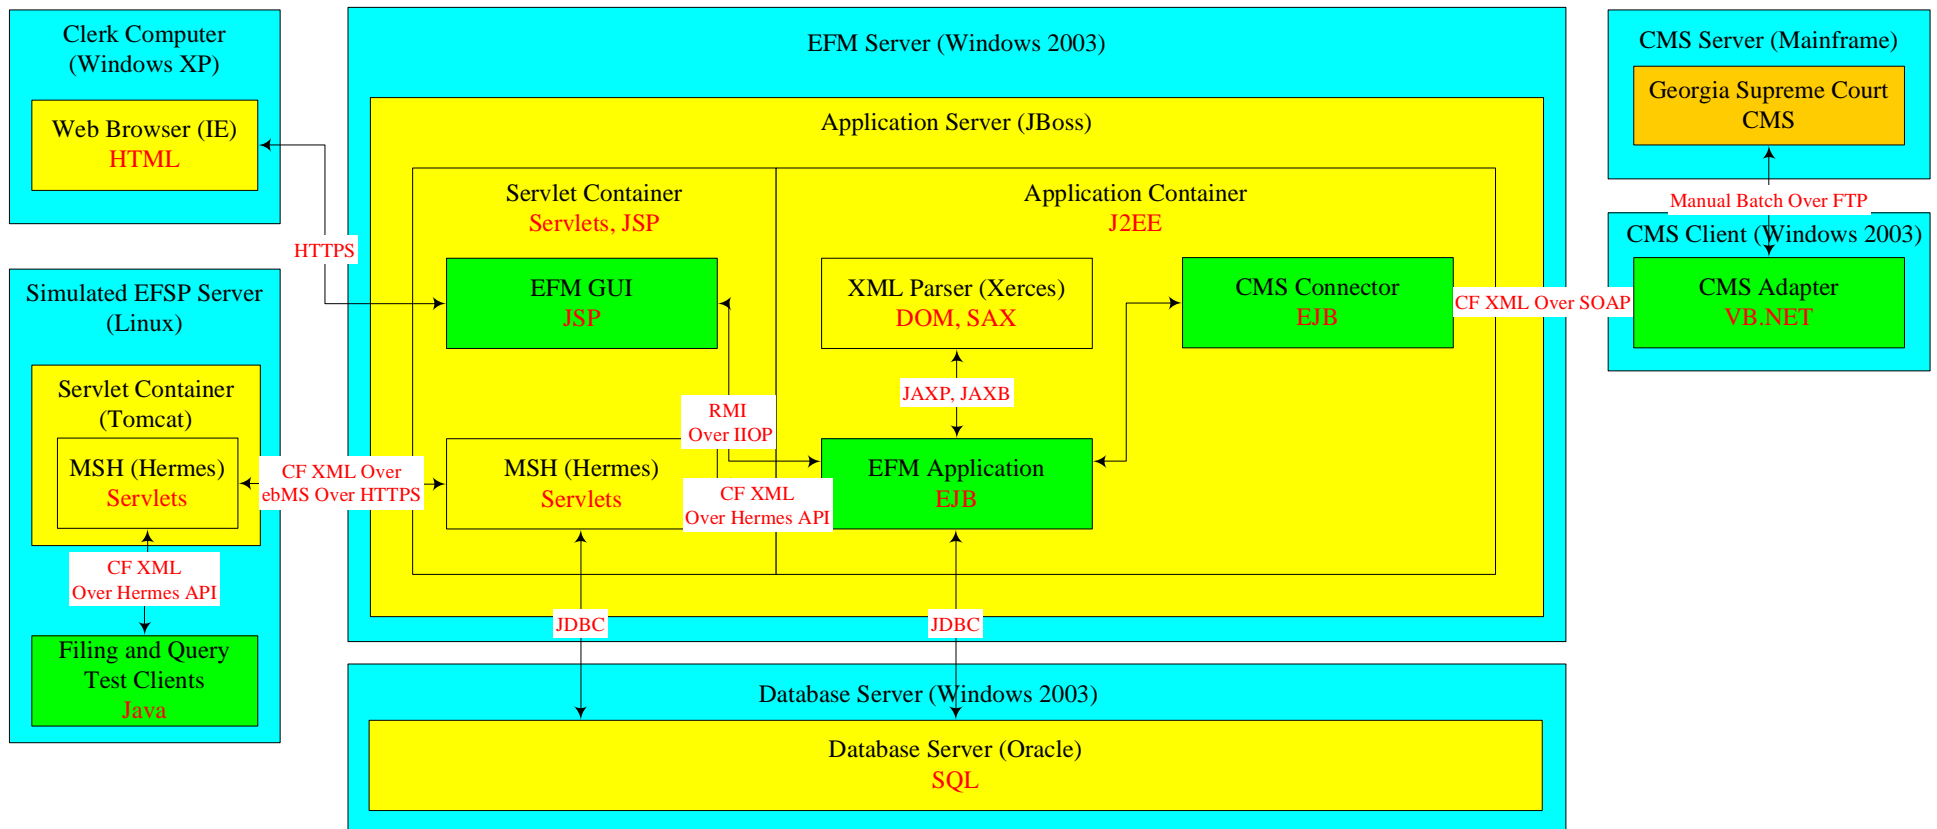 Clerk Computer
(Windows XP)
Web Browser (IE)
HTML
HTTPS
Simulated EFSP Server
(Linux)
Servlet Container
(Tomcat)
MSH (Hermes)
Servlets
CF XML
Over Hermes API
Filing and Query
Test Clients
Java
CF XML Over
ebMS Over HTTPS
EFM Server (Windows 2003)
Application Server (JBoss)
Servlet Container
Servlets, JSP
EFM GUI
JSP
RMI
Over IIOP
MSH (Hermes)
Servlets
CF XML
Over Hermes API
Application Container
J2EE
XML Parser (Xerces)
DOM, SAX
JAXP, JAXB
EFM Application
EJB
CMS Connector
EJB
CF XML Over SOAP
JDBC
JDBC
Database Server (Windows 2003)
Database Server (Oracle)
SQL
CMS Server (Mainframe)
Georgia Supreme Court
CMS
Manual Batch Over FTP
CMS Client (Windows 2003)
CMS Adapter
VB.NET